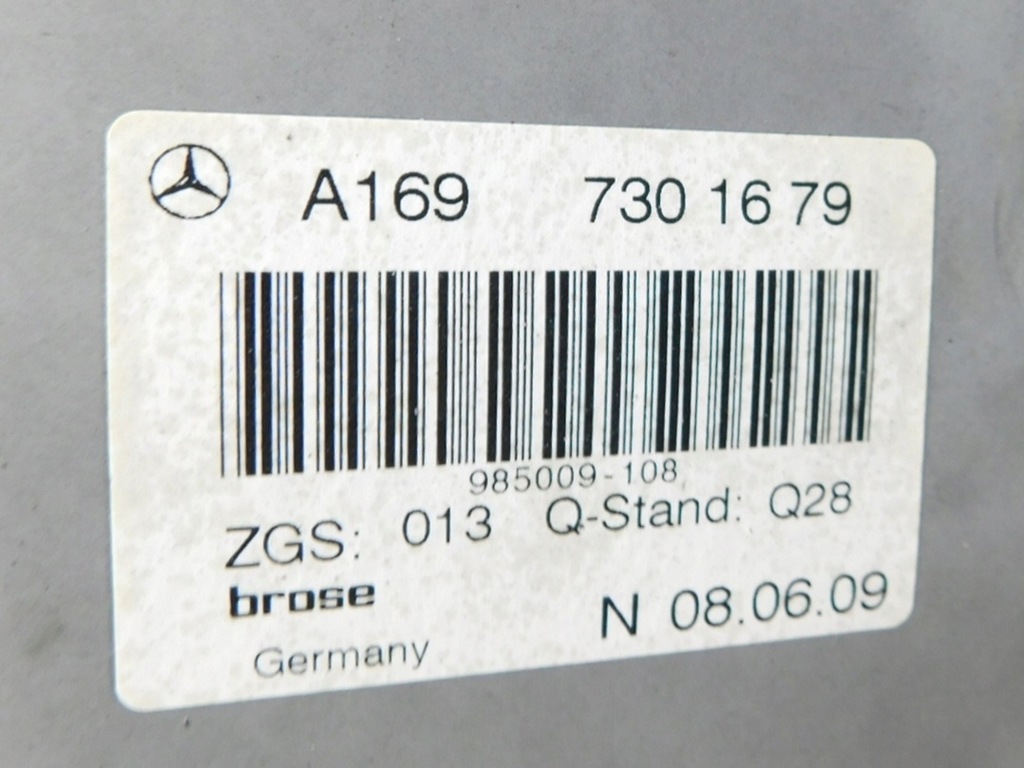 A169 730 16 79
985009-108
ZGS: 013 Q-Stand: Q28
brose
N 08.06.09
Germany